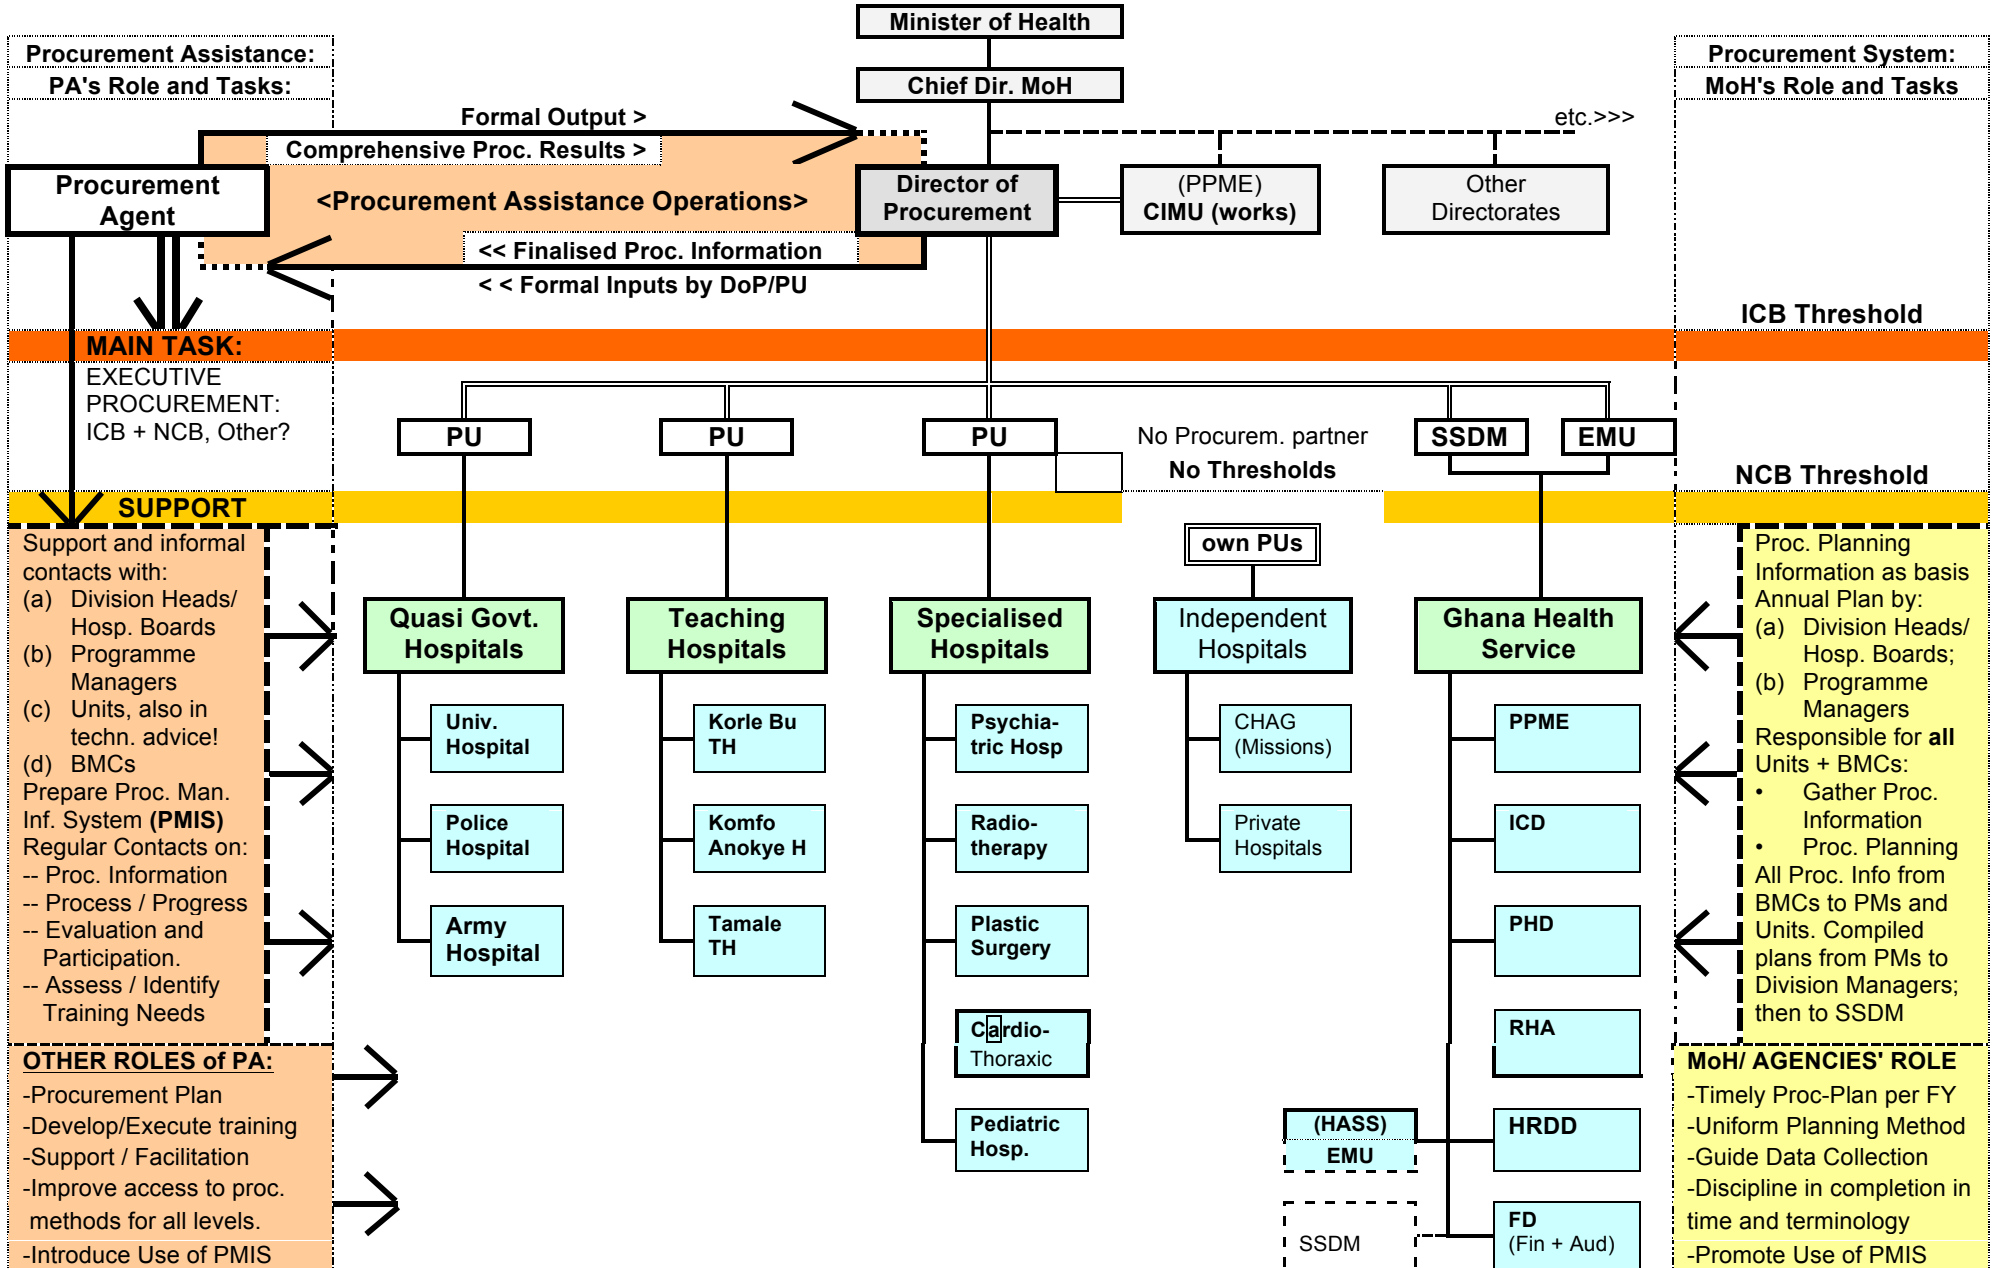 Minister of Health
Procurement Assistance:
PA's Role and Tasks:
Chief Dir. MoH
Procurement System:
MoH's Role and Tasks
Formal Output >
etc.>>>
Comprehensive Proc. Results >
Procurement
Agent
<Procurement Assistance Operations>
Director of
Procurement
(PPME)
CIMU (works)
Other
Directorates
<< Finalised Proc. Information
< < Formal Inputs by DoP/PU
ICB Threshold
MAIN TASK:
EXECUTIVE
PROCUREMENT:
ICB + NCB, Other?
PU
PU
PU
No Procurem. partner
No Thresholds
SSDM
EMU
NCB Threshold
SUPPORT
Support and informal
contacts with:
(a) Division Heads/
Hosp. Boards
(b) Programme
Managers
(c) Units, also in
techn. advice!
(d) BMCs
Prepare Proc. Man.
Inf. System (PMIS)
Regular Contacts on:
-- Proc. Information
-- Process / Progress
-- Evaluation and
Participation.
-- Assess / Identify
Training Needs
OTHER ROLES of PA:
-Procurement Plan
-Develop/Execute training
-Support / Facilitation
-Improve access to proc.
methods for all levels.
-Introduce Use of PMIS
Quasi Govt.
Hospitals
Univ.
Hospital
Police
Hospital
Army
Hospital
Teaching
Hospitals
Korle Bu
TH
Komfo
Anokye H
Tamale
TH
Specialised
Hospitals
Psychia-
tric Hosp
Radio-
therapy
Plastic
Surgery
Cardio-
Thoraxic
Pediatric
Hosp.
own PUs
Independent
Hospitals
CHAG
(Missions)
Private
Hospitals
Ghana Health
Service
PPME
ICD
PHD
RHA
HRDD
FD
(Fin + Aud)
(HASS)
EMU
SSDM
Proc. Planning
Information as basis
Annual Plan by:
(a) Division Heads/
Hosp. Boards;
(b) Programme
Managers
Responsible for all
Units + BMCs:
• Gather Proc.
Information
• Proc. Planning
All Proc. Info from
BMCs to PMs and
Units. Compiled
plans from PMs to
Division Managers;
then to SSDM
MoH/ AGENCIES' ROLE
-Timely Proc-Plan per FY
-Uniform Planning Method
-Guide Data Collection
-Discipline in completion in
time and terminology
-Promote Use of PMIS